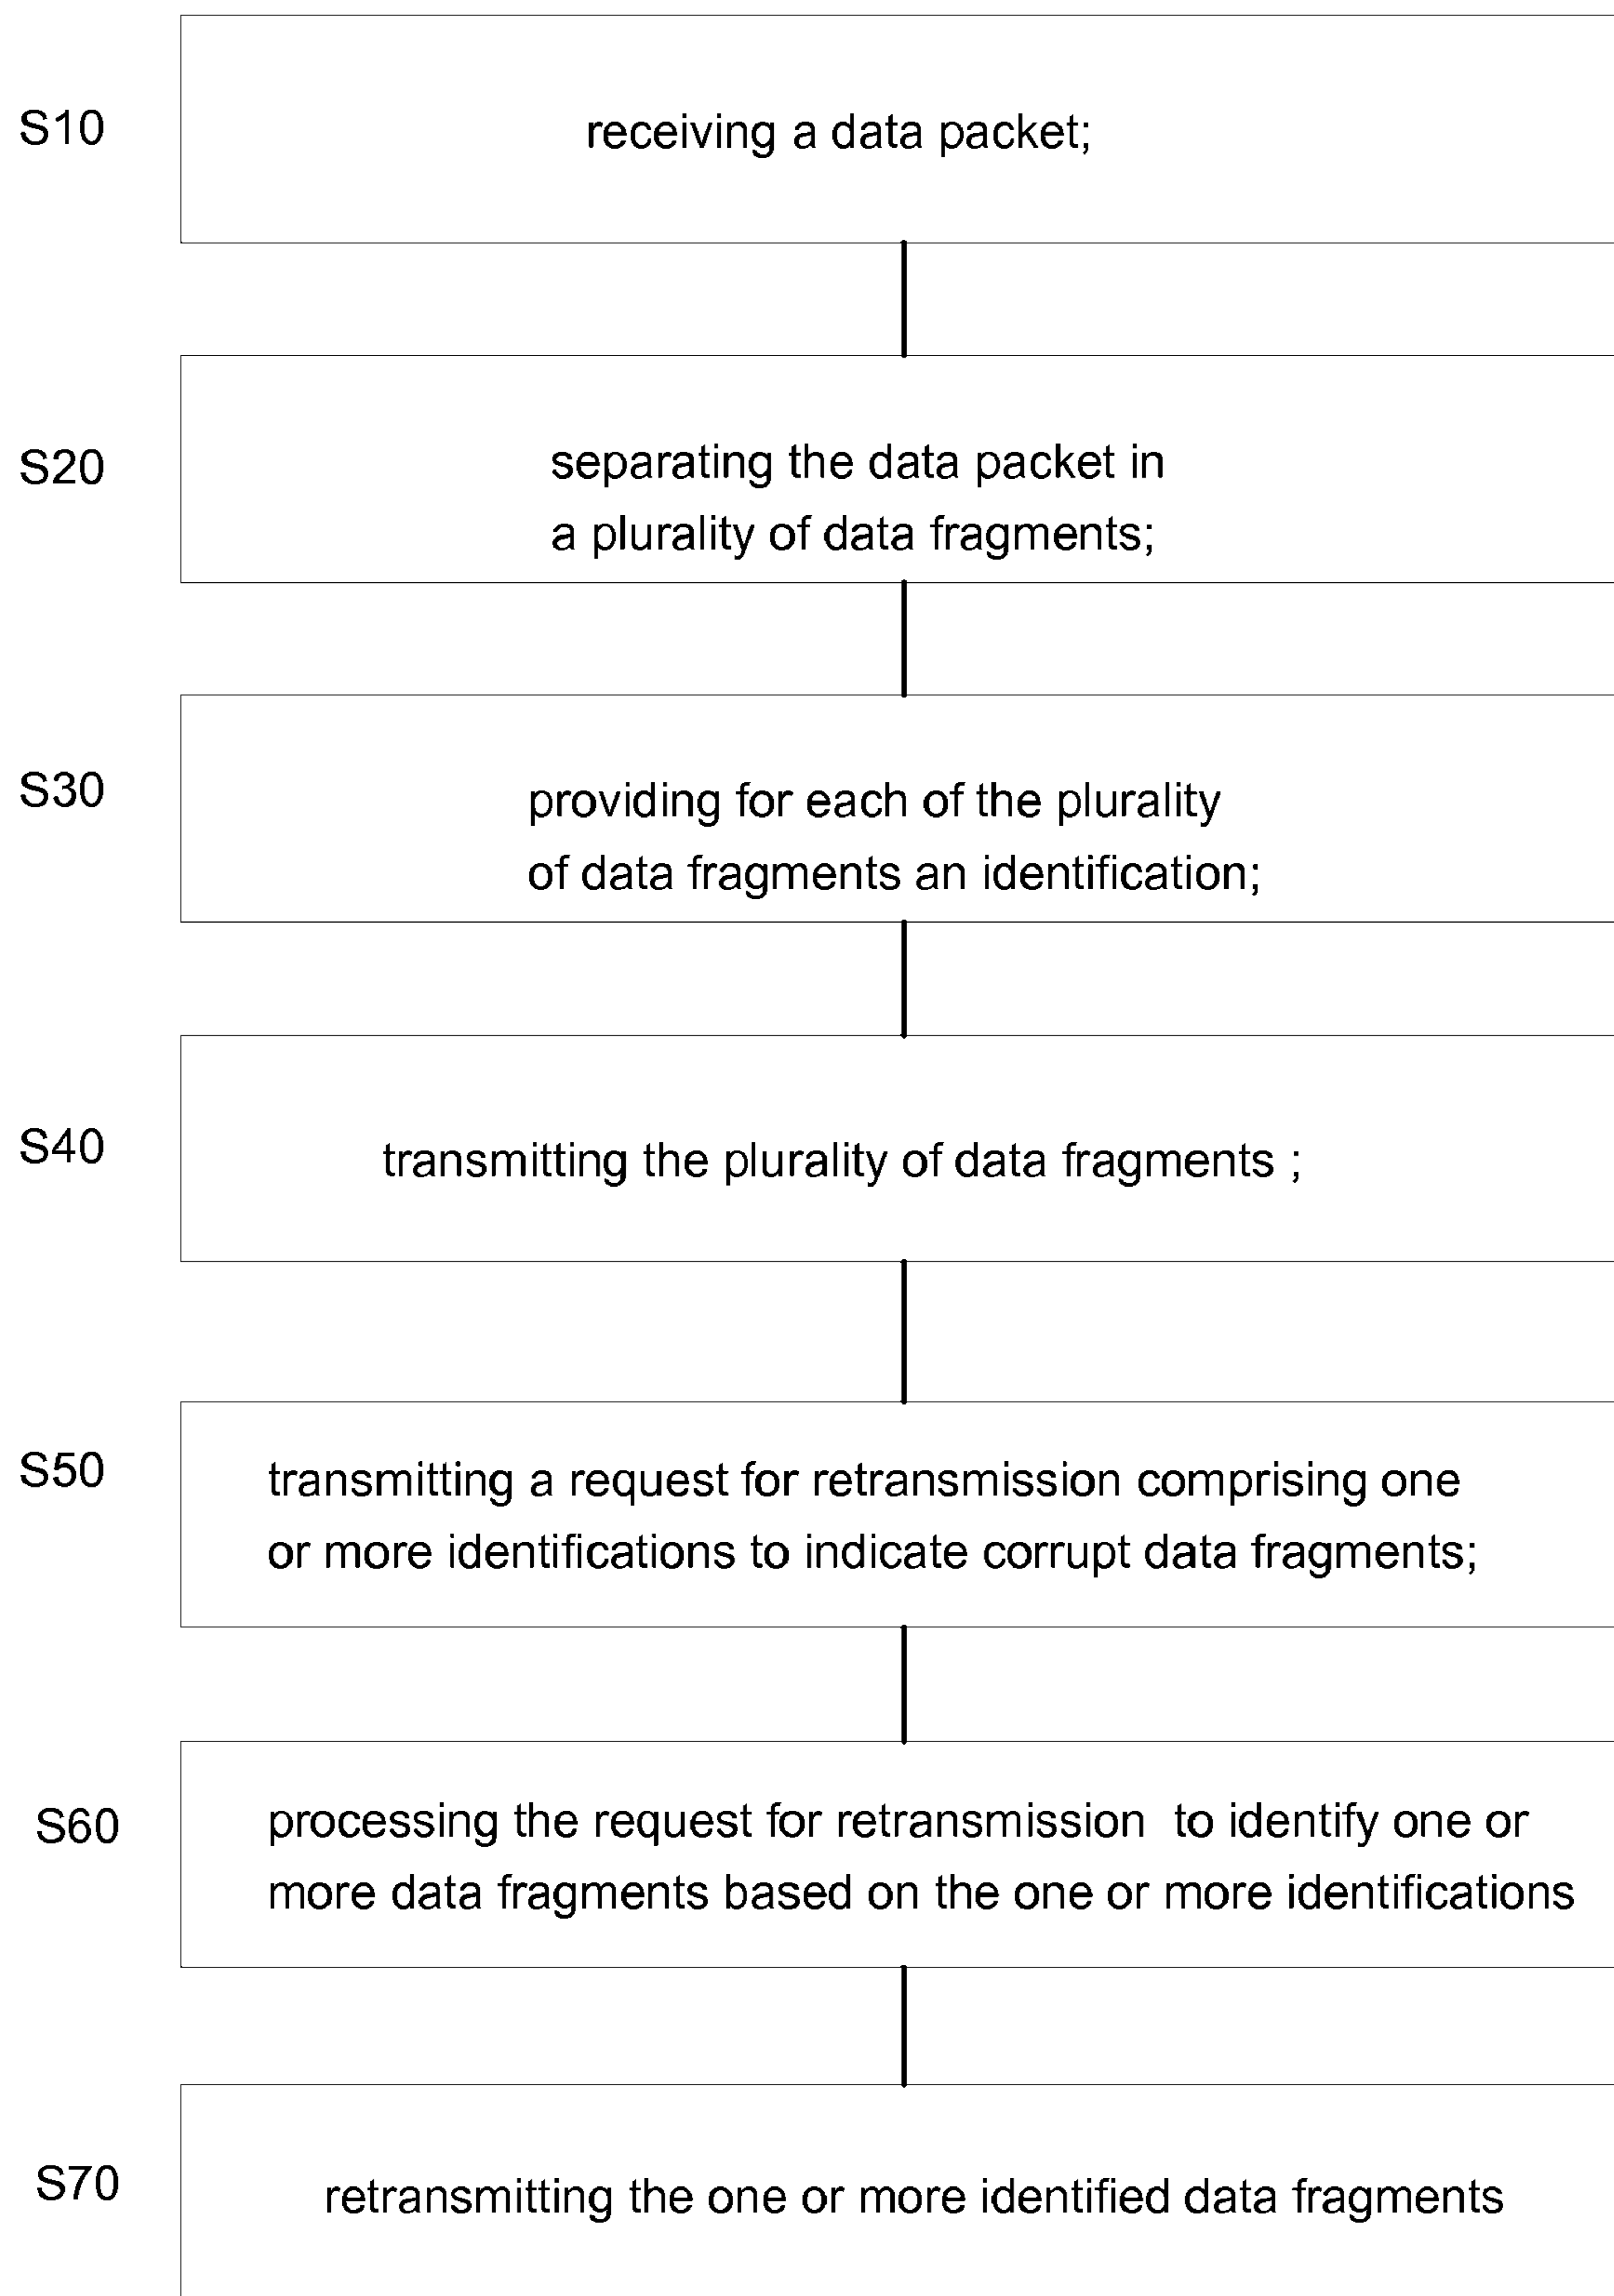 S10
receiving a data packet;
S20
separating the data packet in
a plurality of data fragments;
S30
providing for each of the plurality
of data fragments an identification;
S40
transmitting the plurality of data fragments ;
S50
transmitting a request for retransmission comprising one
or more identifications to indicate corrupt data fragments;
S60
processing the request for retransmission  to identify one or
more data fragments based on the one or more identifications
S70
retransmitting the one or more identified data fragments